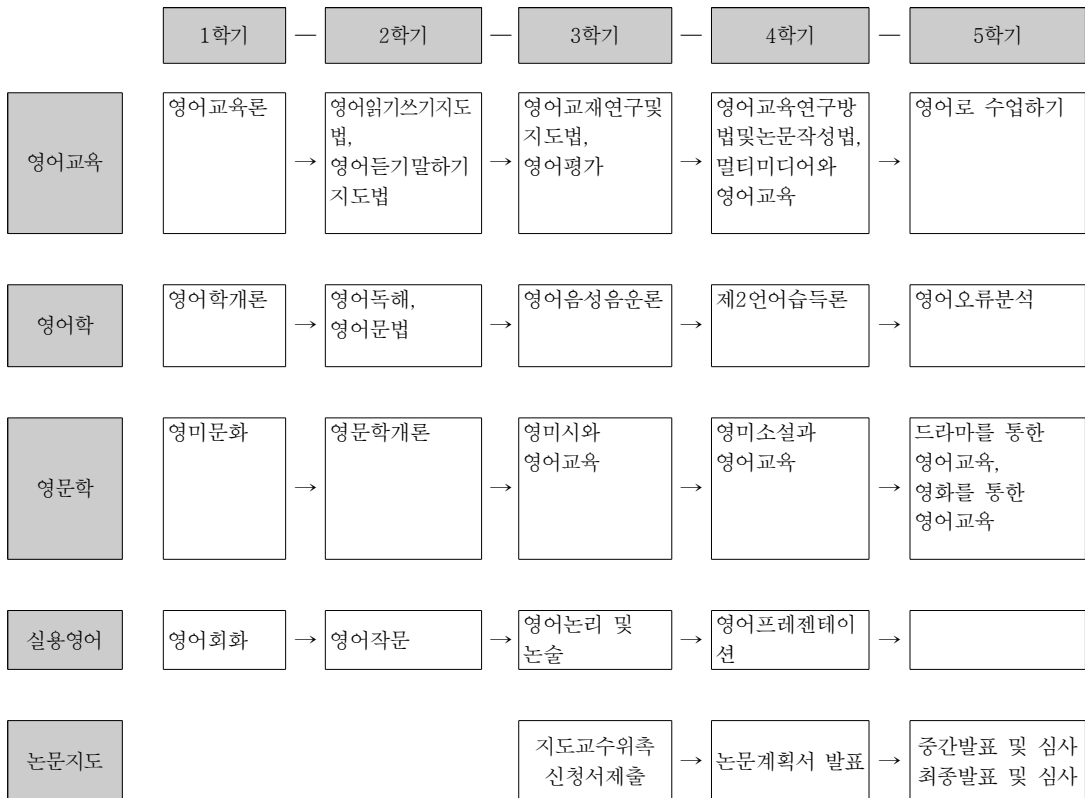 1학기 — 2학기 — 3학기 — 4학기 — 5학기
영어교육
영어교육론
→
영어읽기쓰기지도
법,
영어듣기말하기
지도법
→
영어교재연구및
지도법,
영어평가
→
영어교육연구방
법및논문작성법,
멀티미디어와
영어교육
→
영어로 수업하기
영어학
영어학개론
→
영어독해,
영어문법
→
영어음성음운론
→
제2언어습득론
→
영어오류분석
영문학
영미문화
→
영문학개론
→
영미시와
영어교육
→
영미소설과
영어교육
→
드라마를 통한
영어교육,
영화를 통한
영어교육
실용영어
영어회화
→
영어작문
→
영어논리 및
논술
→
영어프레젠테이
션
→
논문지도
지도교수위촉
신청서제출
→
논문계획서 발표
→
중간발표 및 심사
최종발표 및 심사